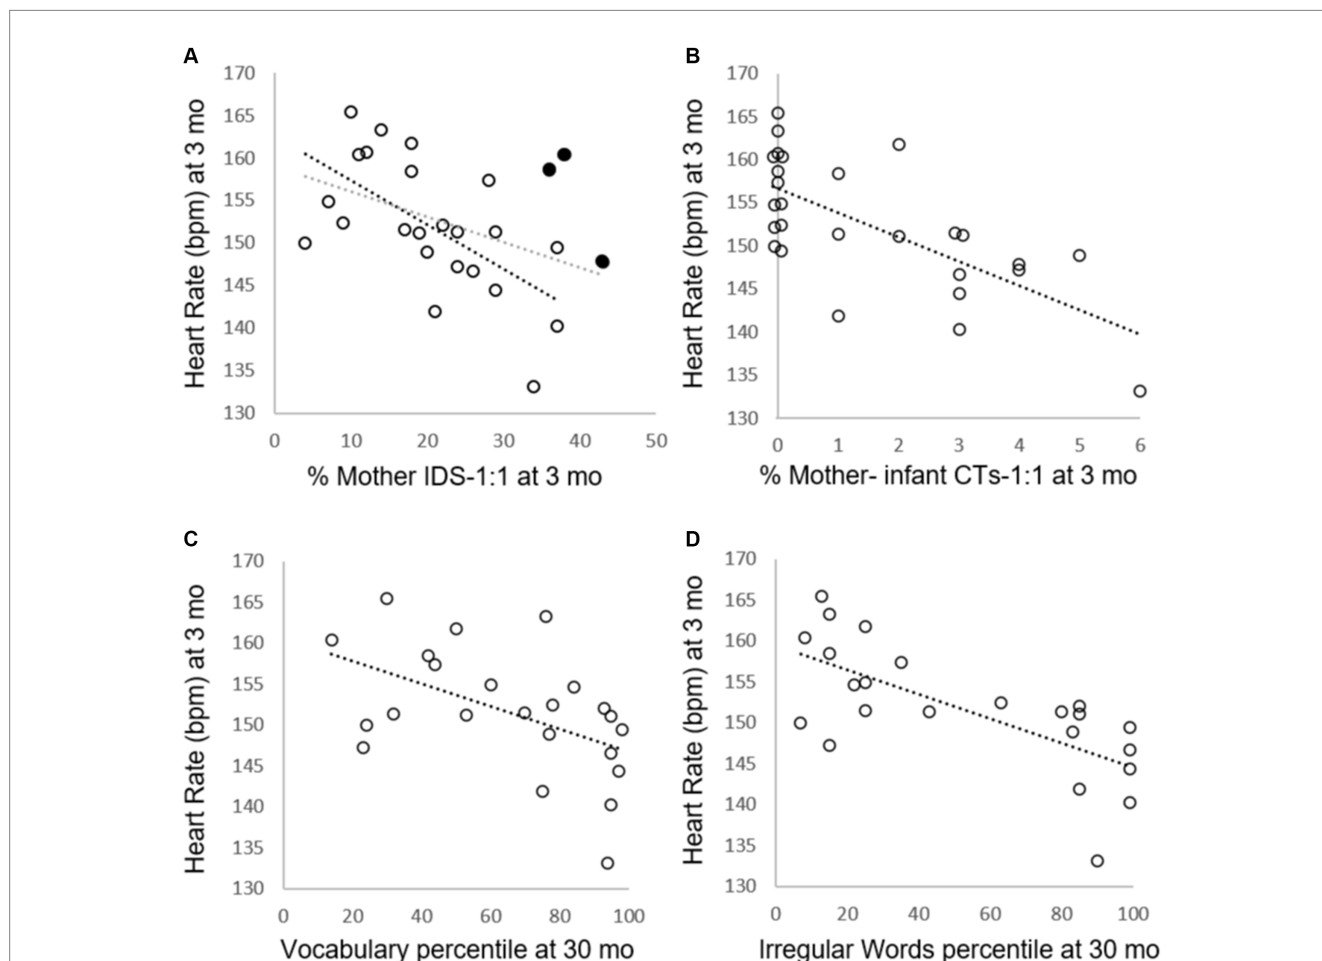 A
170
165
160
155
150
145
140
135
130
0 10 20 30 40 50
Heart Rate (bpm) at 3 mo
% Mother IDS-1:1 at 3 mo
B
170
165
160
155
150
145
140
135
130
0 1 2 3 4 5 6
Heart Rate (bpm) at 3 mo
% Mother- infant CTs-1:1 at 3 mo
C
170
165
160
155
150
145
140
135
130
0 20 40 60 80 100
Heart Rate (bpm) at 3 mo
Vocabulary percentile at 30 mo
D
170
165
160
155
150
145
140
135
130
0 20 40 60 80 100
Heart Rate (bpm) at 3 mo
Irregular Words percentile at 30 mo